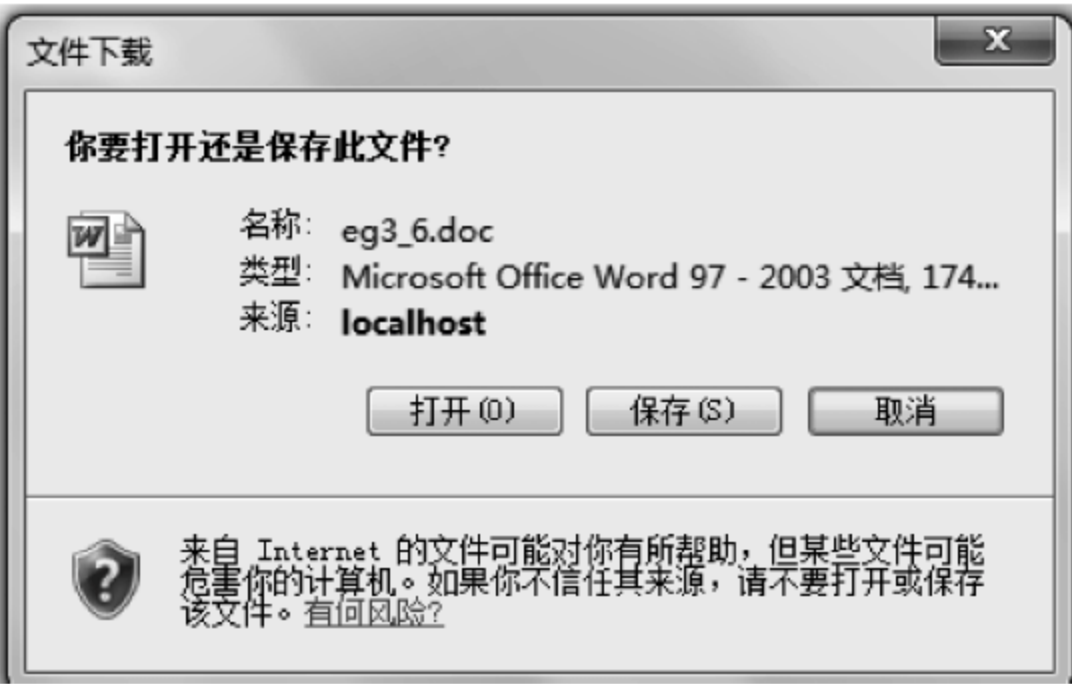 文件下载
X
你要打开还是保存此文件?
W
名称: eg3_6.doc
类型: Microsoft Office Word 97 - 2003 文档, 174...
来源: localhost
打开(O) 保存(S) 取消
?
来自 Internet 的文件可能对你有所帮助，但某些文件可能
危害你的计算机。如果你不信任其来源，请不要打开或保存
该文件。有何风险?